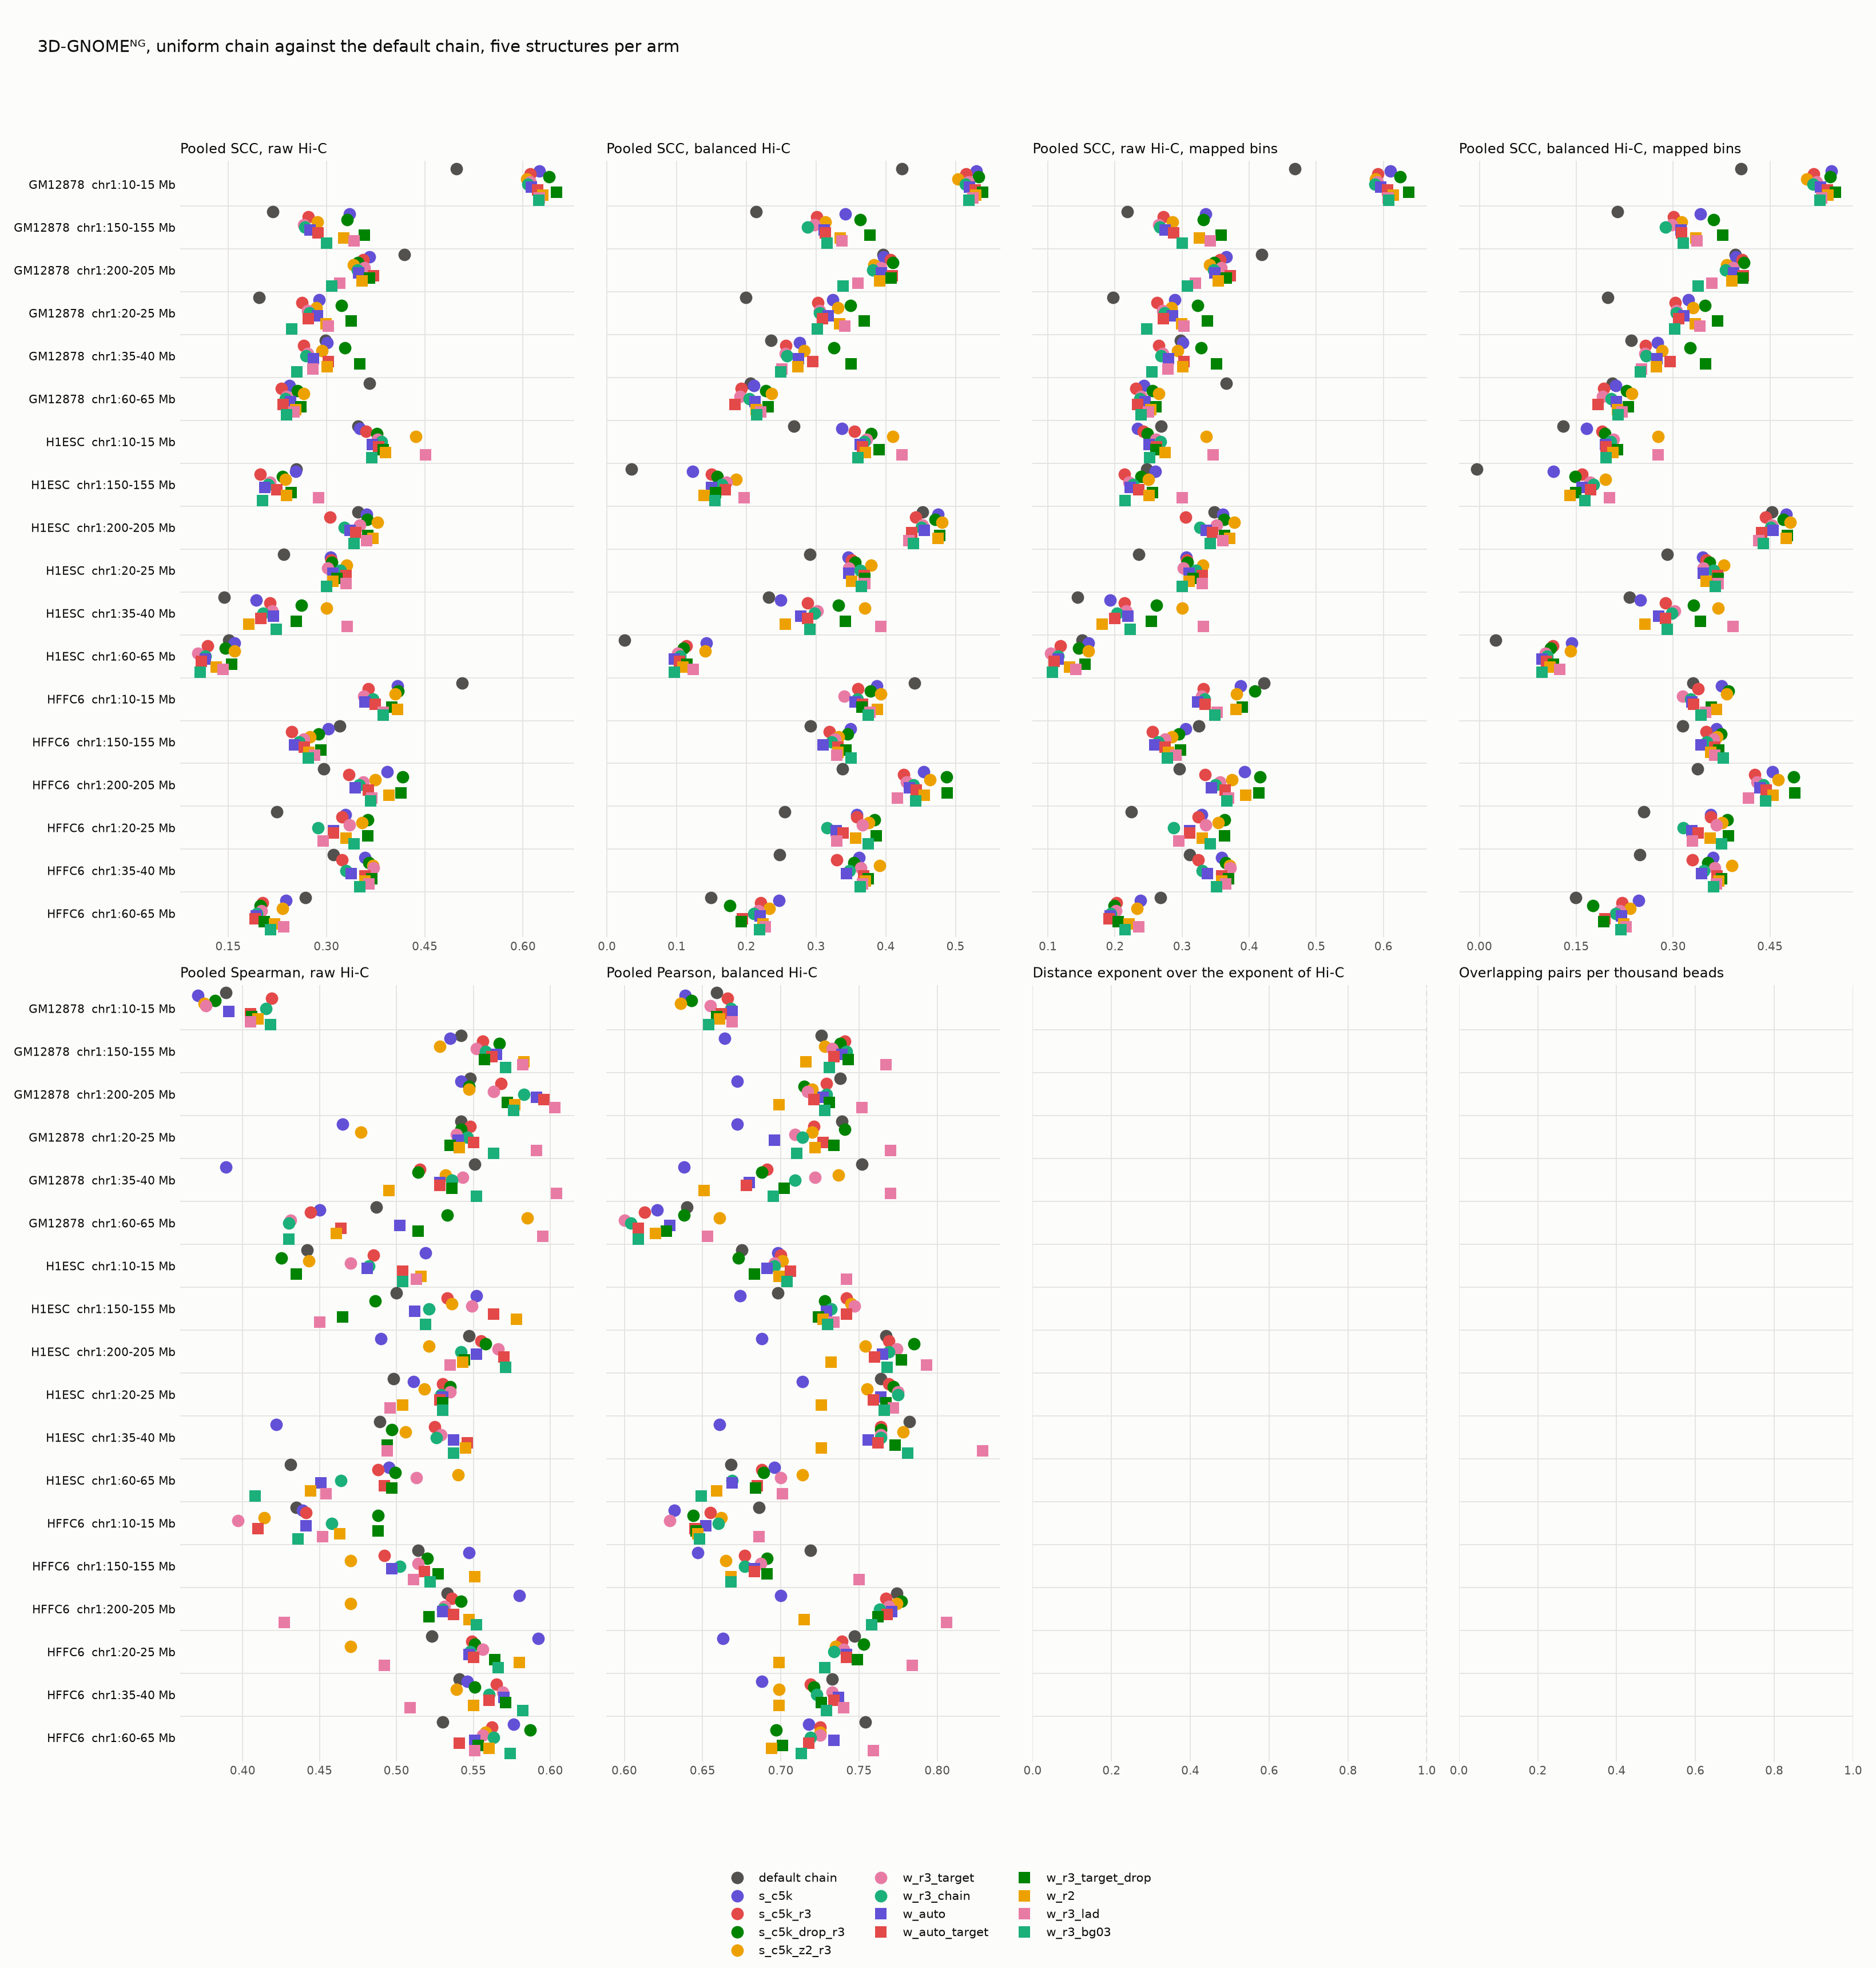 3D-GNOMEᴺᴳ, uniform chain against the default chain, five structures per arm
Pooled SCC, raw Hi-C
Pooled SCC, balanced Hi-C
Pooled SCC, raw Hi-C, mapped bins
Pooled SCC, balanced Hi-C, mapped bins
GM12878 chr1:10-15 Mb
GM12878 chr1:150-155 Mb
GM12878 chr1:200-205 Mb
GM12878 chr1:20-25 Mb
GM12878 chr1:35-40 Mb
GM12878 chr1:60-65 Mb
H1ESC chr1:10-15 Mb
H1ESC chr1:150-155 Mb
H1ESC chr1:200-205 Mb
H1ESC chr1:20-25 Mb
H1ESC chr1:35-40 Mb
H1ESC chr1:60-65 Mb
HFFC6 chr1:10-15 Mb
HFFC6 chr1:150-155 Mb
HFFC6 chr1:200-205 Mb
HFFC6 chr1:20-25 Mb
HFFC6 chr1:35-40 Mb
HFFC6 chr1:60-65 Mb
0.15 0.30 0.45 0.60
0.0 0.1 0.2 0.3 0.4 0.5
0.1 0.2 0.3 0.4 0.5 0.6
0.00 0.15 0.30 0.45
Pooled Spearman, raw Hi-C
Pooled Pearson, balanced Hi-C
Distance exponent over the exponent of Hi-C
Overlapping pairs per thousand beads
GM12878 chr1:10-15 Mb
GM12878 chr1:150-155 Mb
GM12878 chr1:200-205 Mb
GM12878 chr1:20-25 Mb
GM12878 chr1:35-40 Mb
GM12878 chr1:60-65 Mb
H1ESC chr1:10-15 Mb
H1ESC chr1:150-155 Mb
H1ESC chr1:200-205 Mb
H1ESC chr1:20-25 Mb
H1ESC chr1:35-40 Mb
H1ESC chr1:60-65 Mb
HFFC6 chr1:10-15 Mb
HFFC6 chr1:150-155 Mb
HFFC6 chr1:200-205 Mb
HFFC6 chr1:20-25 Mb
HFFC6 chr1:35-40 Mb
HFFC6 chr1:60-65 Mb
0.40 0.45 0.50 0.55 0.60
0.60 0.65 0.70 0.75 0.80
0.0 0.2 0.4 0.6 0.8 1.0
0.0 0.2 0.4 0.6 0.8 1.0
default chain
s_c5k
s_c5k_r3
s_c5k_drop_r3
s_c5k_z2_r3
w_r3_target
w_r3_chain
w_auto
w_auto_target
w_r3_target_drop
w_r2
w_r3_lad
w_r3_bg03